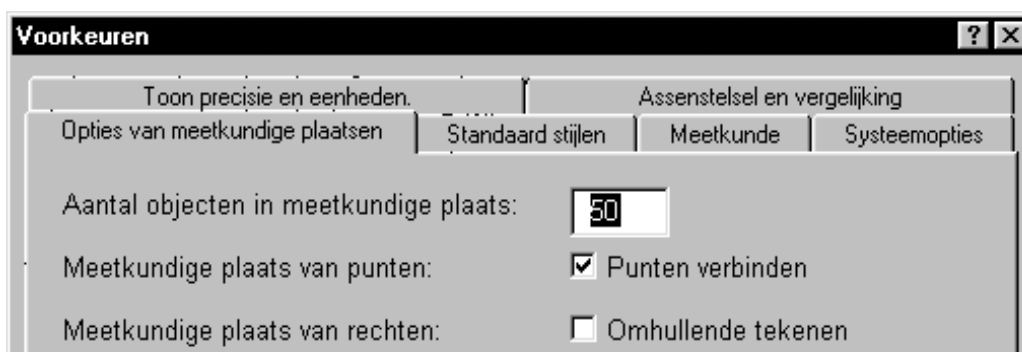 Voorkeuren
Toon precisie en eenheden. Assenstelsel en vergelijking
Opties van meetkundige plaatsen Standaard stijlen Meetkunde Systeemopties
Aantal objecten in meetkundige plaats: 50
Meetkundige plaats van punten: Punten verbinden
Meetkundige plaats van rechten: Omhullende tekenen